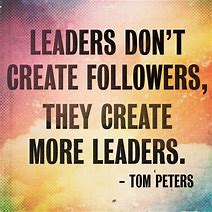 LEADERS DON'T
CREATE FOLLOWERS,
THEY CREATE
MORE LEADERS.
- TOM PETERS